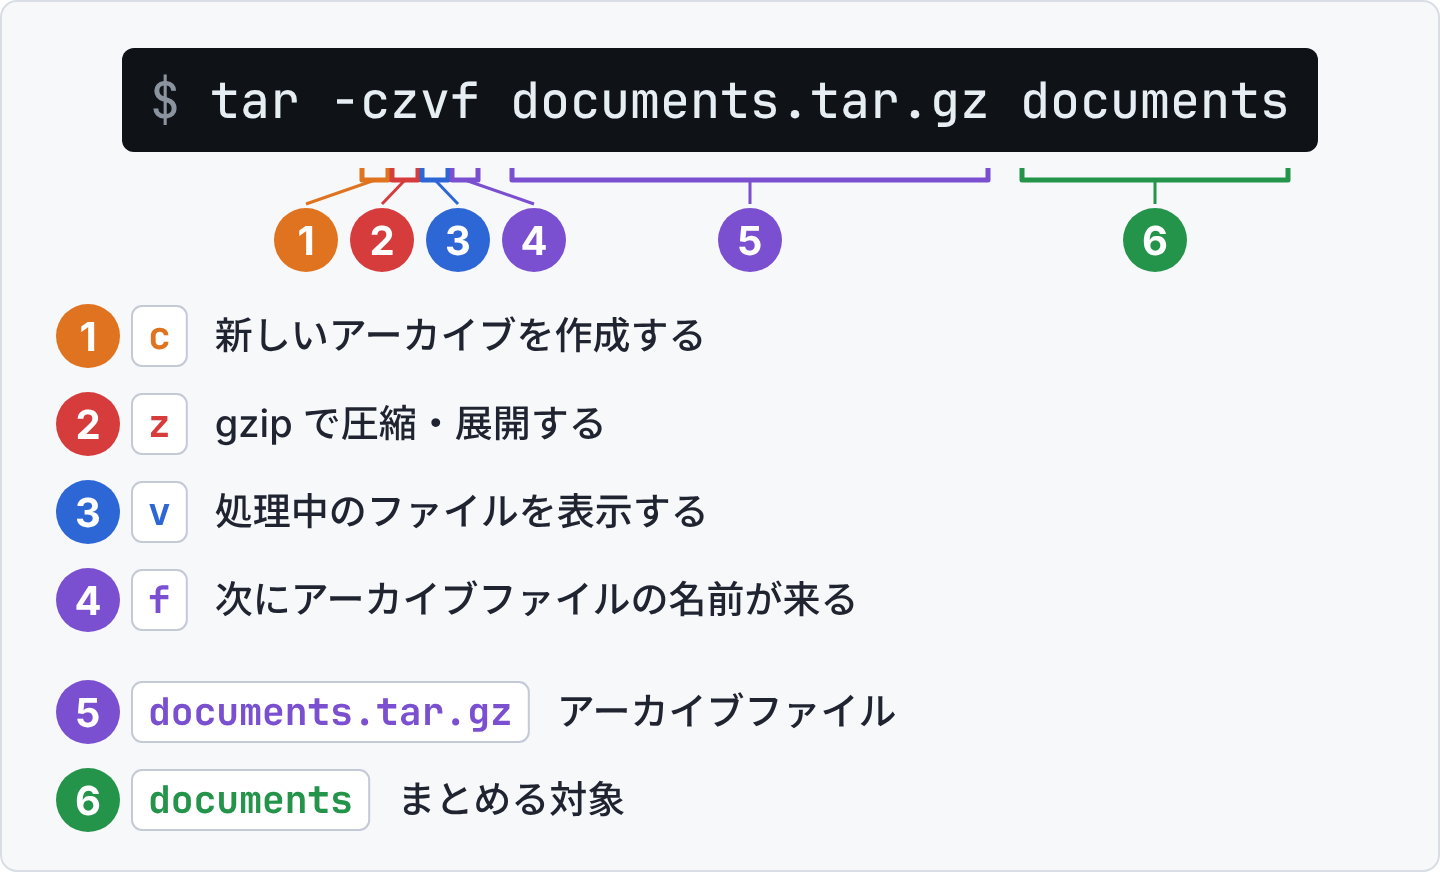 $ tar -czvf documents.tar.gz documents
1 2 3 4 5 6
1 c 新しいアーカイブを作成する
2 z gzip で圧縮・展開する
3 v 処理中のファイルを表示する
4 f 次にアーカイブファイルの名前が来る
5 documents.tar.gz アーカイブファイル
6 documents まとめる対象